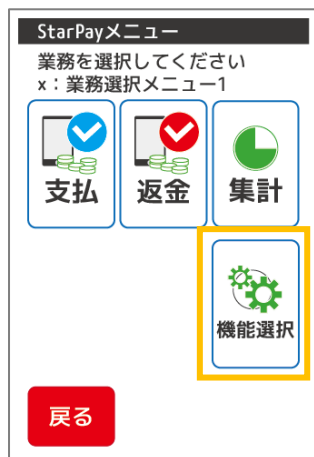 StarPayメニュー
業務を選択してください
x：業務選択メニュー1
支払 返金 集計
機能選択
戻る